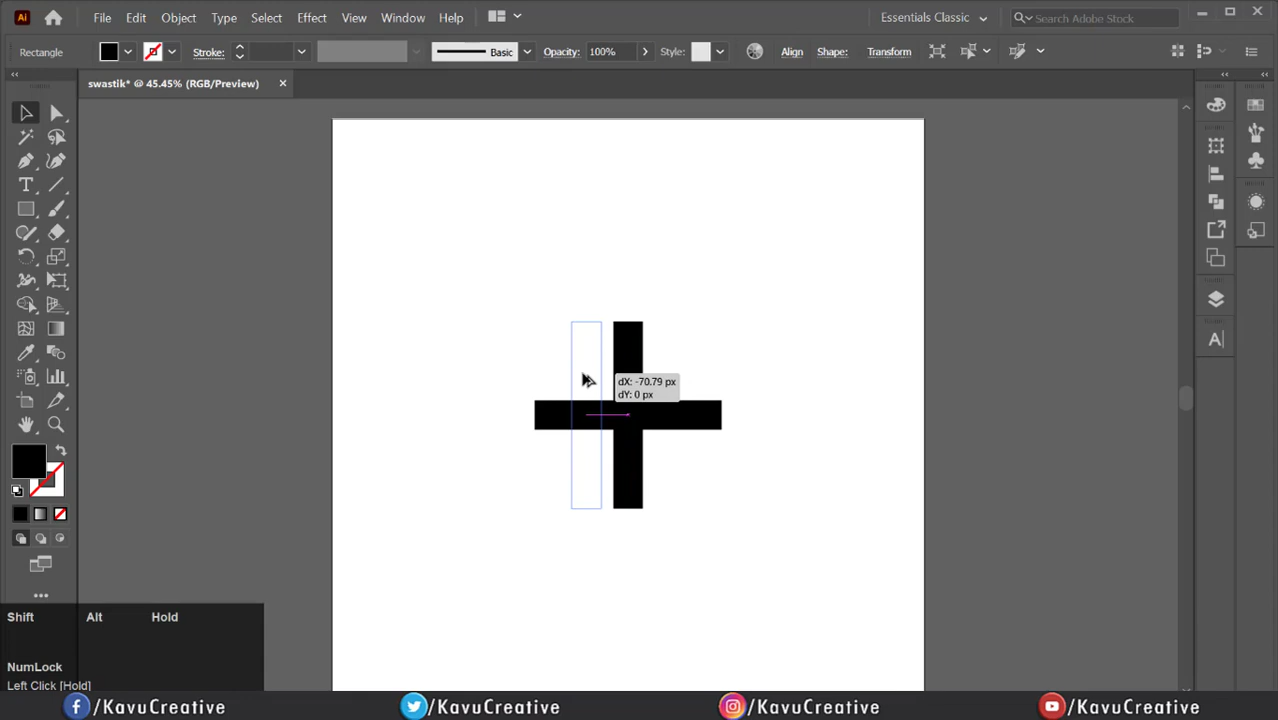 Ai File Edit Object Type Select Effect View Window Help Essentials Classic Search Adobe Stock
Rectangle Stroke: Basic Opacity: 100% Style: Align Shape: Transform
swastik* @ 45.45% (RGB/Preview)
dX: -70.79 px
dY: 0 px
Shift Alt Hold
NumLock
Left Click [Hold]
/KavuCreative /KavuCreative /KavuCreative /KavuCreative